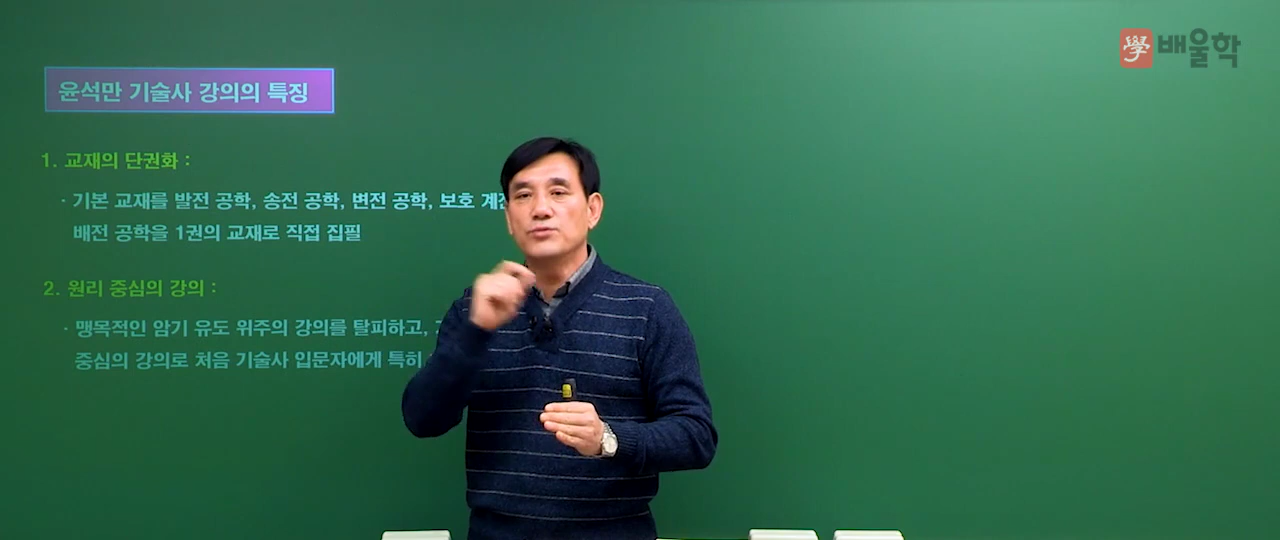 學 배울학
윤석만 기술사 강의의 특징
1. 교재의 단권화 :
· 기본 교재를 발전 공학, 송전 공학, 변전 공학, 보호
배전 공학을 1권의 교재로 직접 집필
2. 원리 중심의 강의 :
· 맹목적인 암기 유도 위주의 강의를 탈피하고,
중심의 강의로 처음 기술사 입문자에게 특히